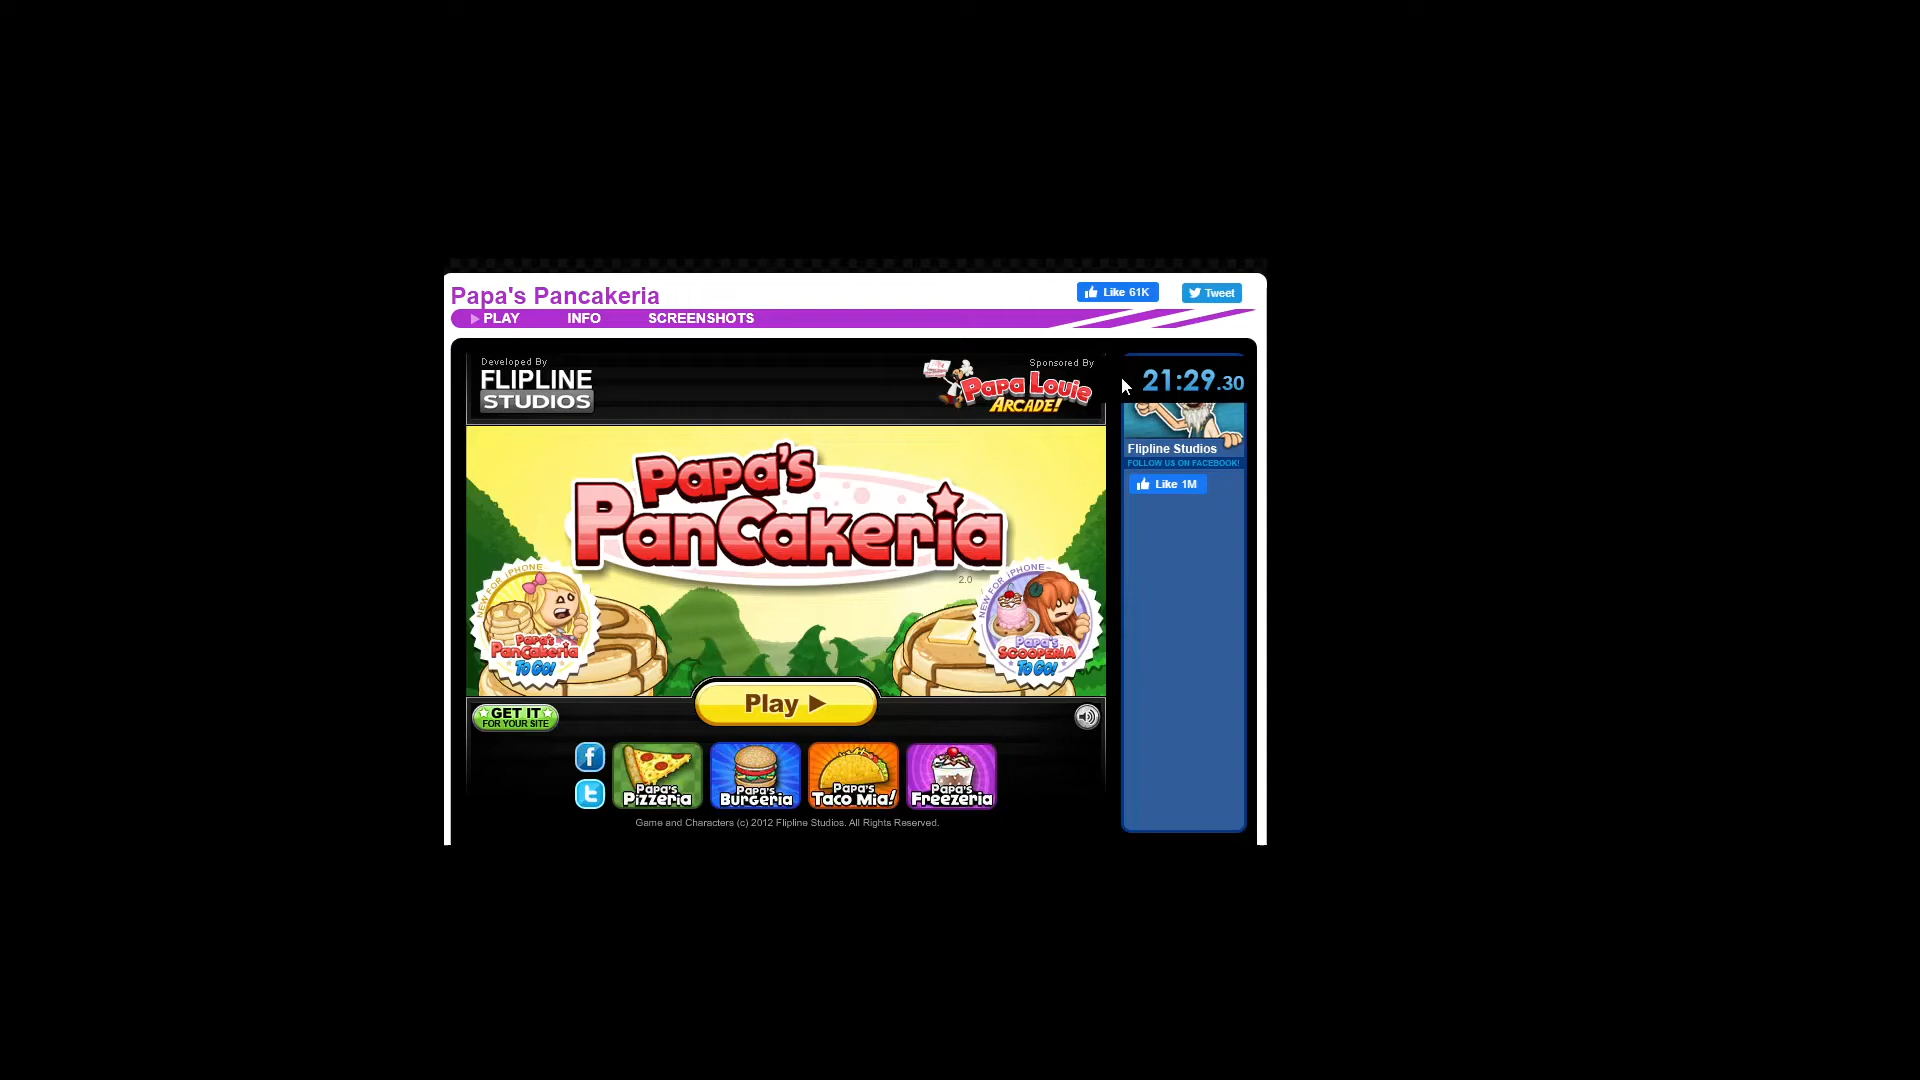 Papa's Pancakeria
Like 61K
Tweet
PLAY
INFO
SCREENSHOTS
Developed By
FLIPLINE
STUDIOS
Sponsored By
Papa Louie
ARCADE!
21:29.30
Flipline Studios
FOLLOW US ON FACEBOOK!
Like 1M
Papa's
PanCakeria
2.0
NEW FOR IPHONE
Papa's
PanCakeria
TO GO!
NEW FOR IPHONE
Papa's
SCOOPERIA
TO GO!
Play
GET IT
FOR YOUR SITE
f
t
Papa's
Pizzeria
Papa's
Burgeria
Papa's
Taco Mia!
Papa's
Freezeria
Game and Characters (c) 2012 Flipline Studios. All Rights Reserved.